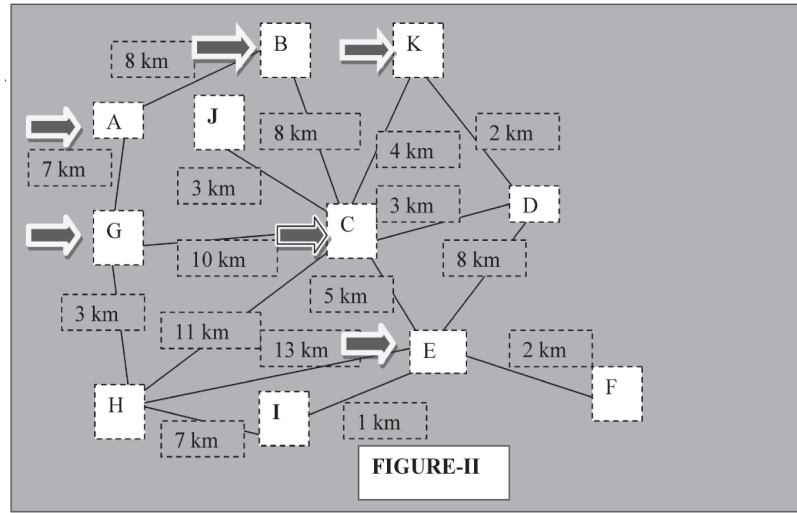 B
K
8 km
A
J
8 km
2 km
4 km
7 km
3 km
3 km
D
G
C
10 km
8 km
5 km
3 km
11 km
13 km
E
2 km
F
H
I
7 km
1 km
FIGURE-II